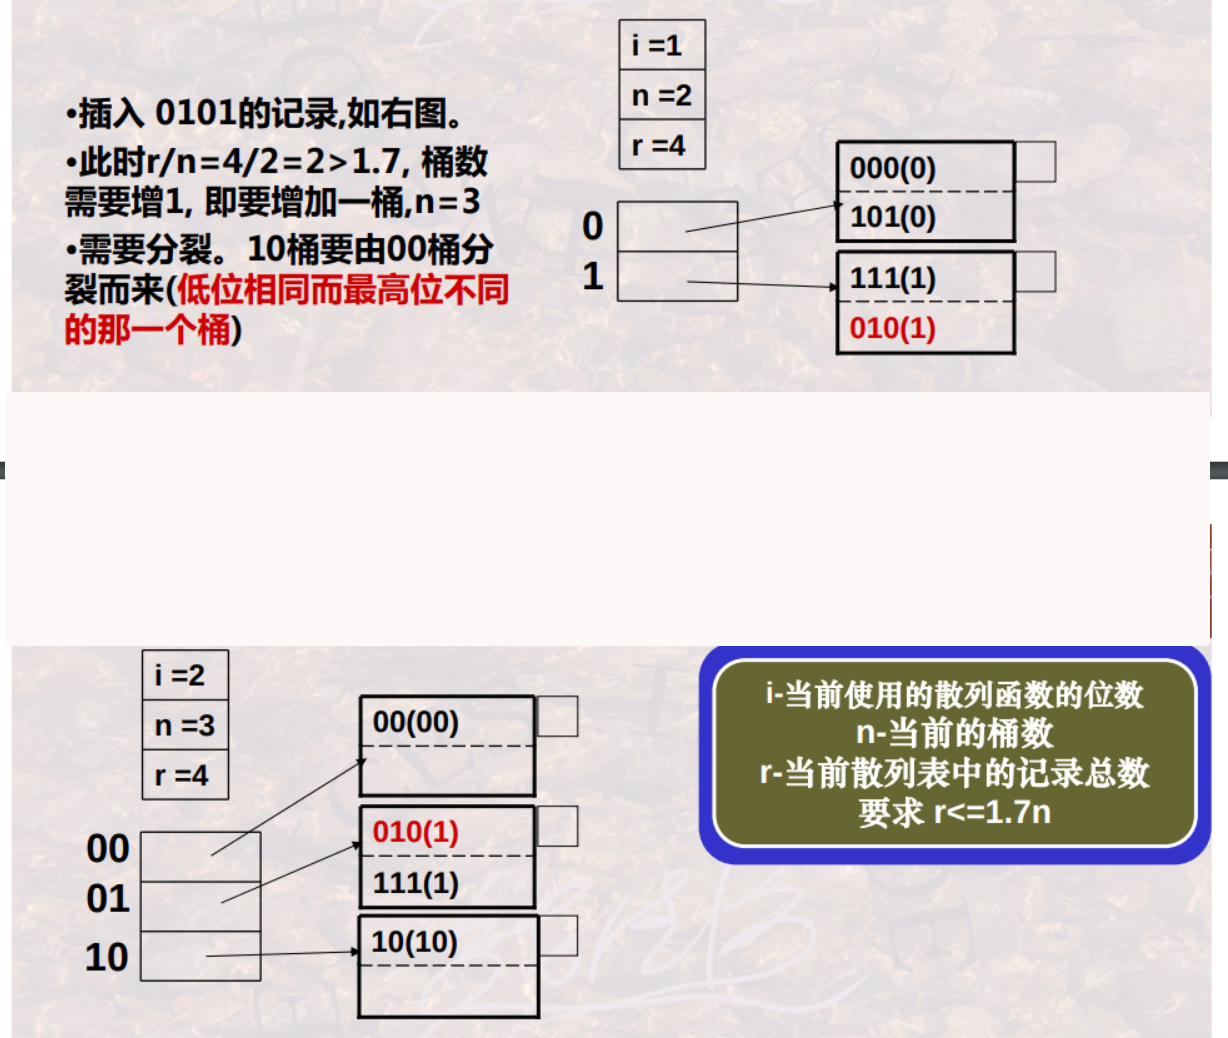 •插入 0101的记录,如右图。
•此时r/n=4/2=2>1.7, 桶数
需要增1, 即要增加一桶,n=3
•需要分裂。10桶要由00桶分
裂而来(低位相同而最高位不同
的那一个桶)
i =1
n =2
r =4
0
1
000(0)
101(0)
111(1)
010(1)
i =2
n =3
r =4
00
01
10
00(00)
010(1)
111(1)
10(10)
i-当前使用的散列函数的位数
n-当前的桶数
r-当前散列表中的记录总数
要求 r<=1.7n